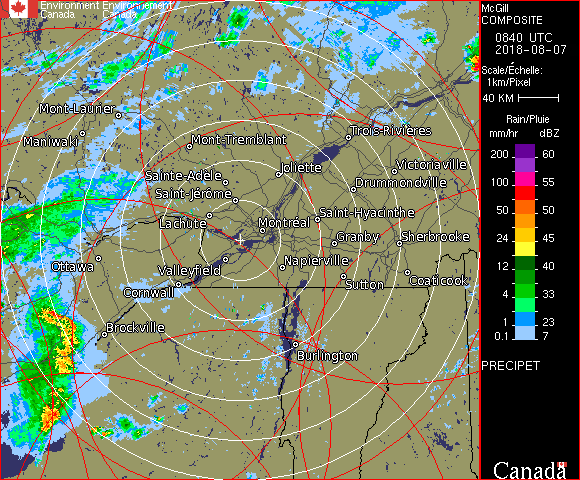 Environment Environnement
Canada Canada
McGill
COMPOSITE
0840 UTC
2018-08-07
Scale/Échelle:
1km/Pixel
40 KM
Rain/Pluie
mm/hr dBZ
200 60
100 55
50 50
24 45
12 40
4 33
1 23
0.1 7
PRECIPET
Mont-Laurier
Maniwaki
Mont-Tremblant
Trois-Rivières
Sainte-Adèle
Joliette
Victoriaville
Saint-Jérôme
Drummondville
Lachute
Saint-Hyacinthe
Montréal
Granby
Sherbrooke
Ottawa
Valleyfield
Napierville
Cornwall
Sutton
Coaticook
Brockville
Burlington
Canada